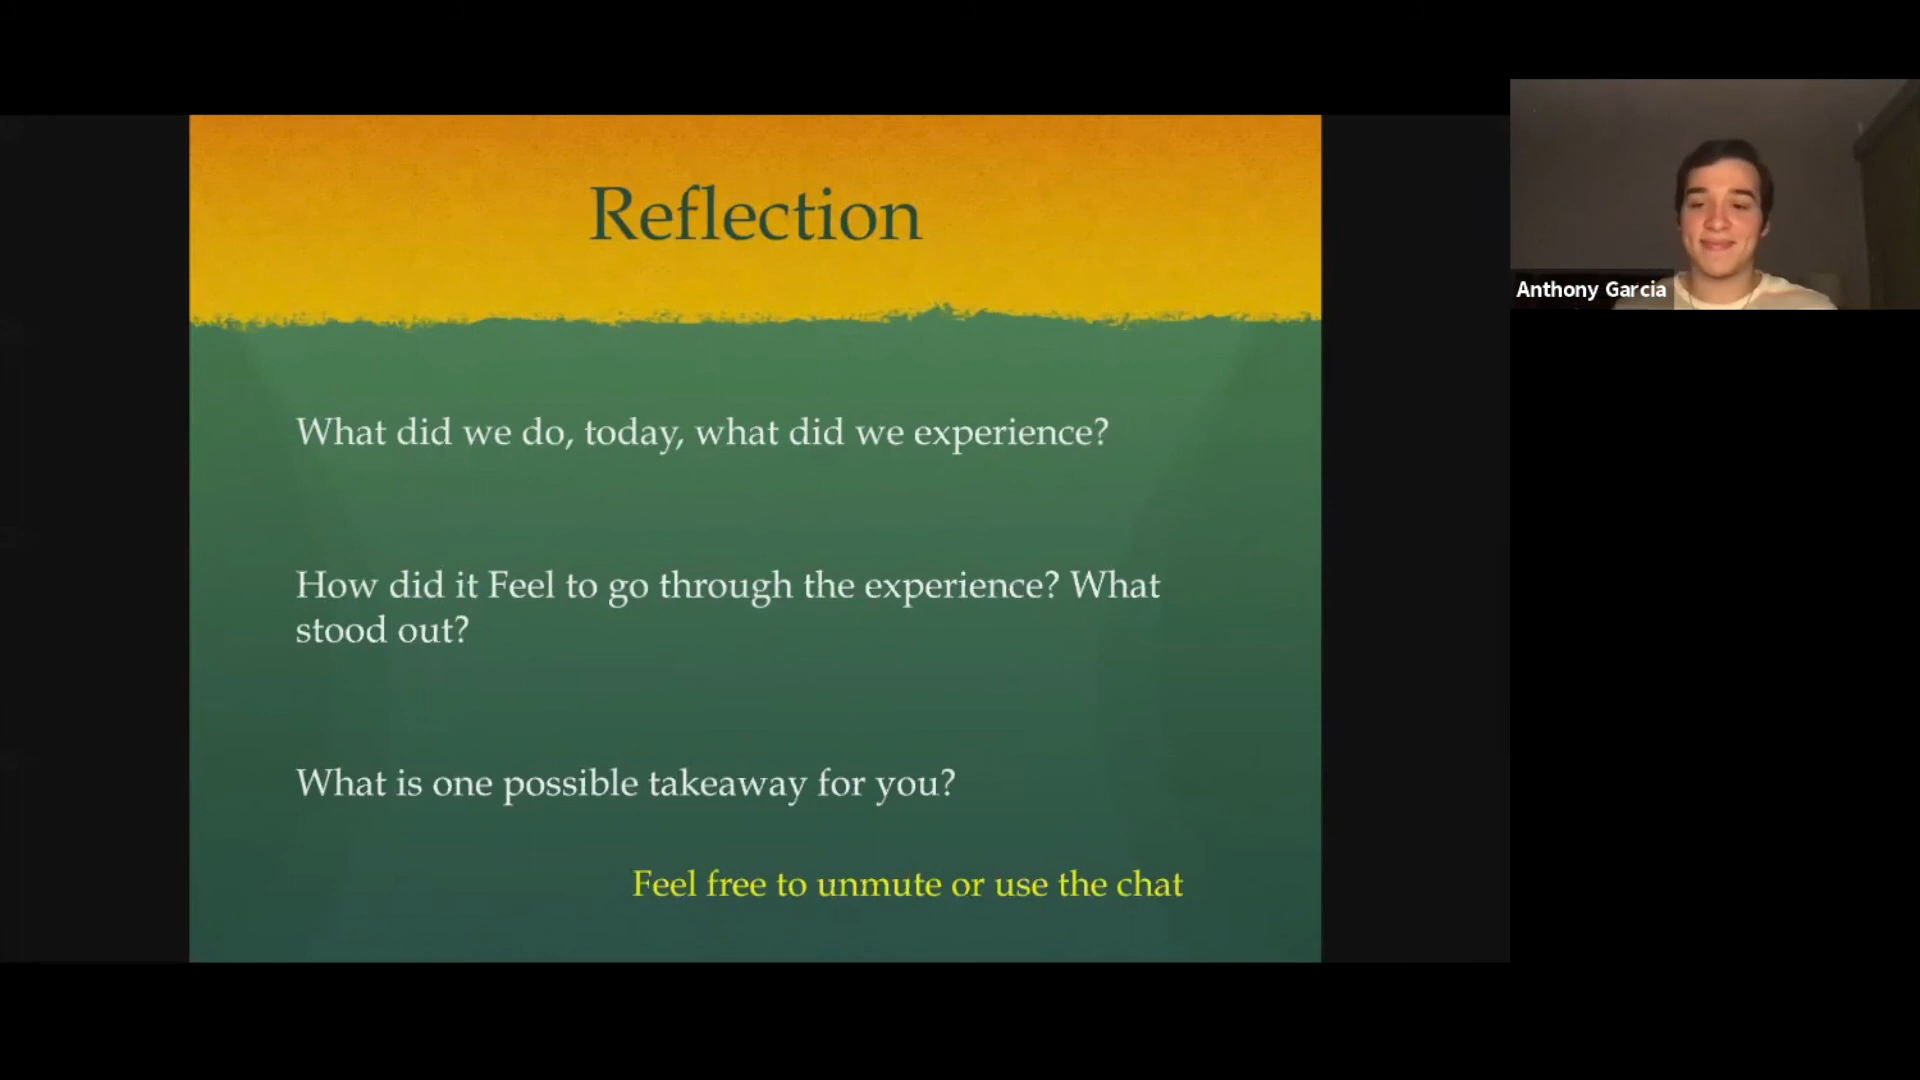 Reflection
What did we do, today, what did we experience?
How did it Feel to go through the experience? What
stood out?
What is one possible takeaway for you?
Feel free to unmute or use the chat
Anthony Garcia